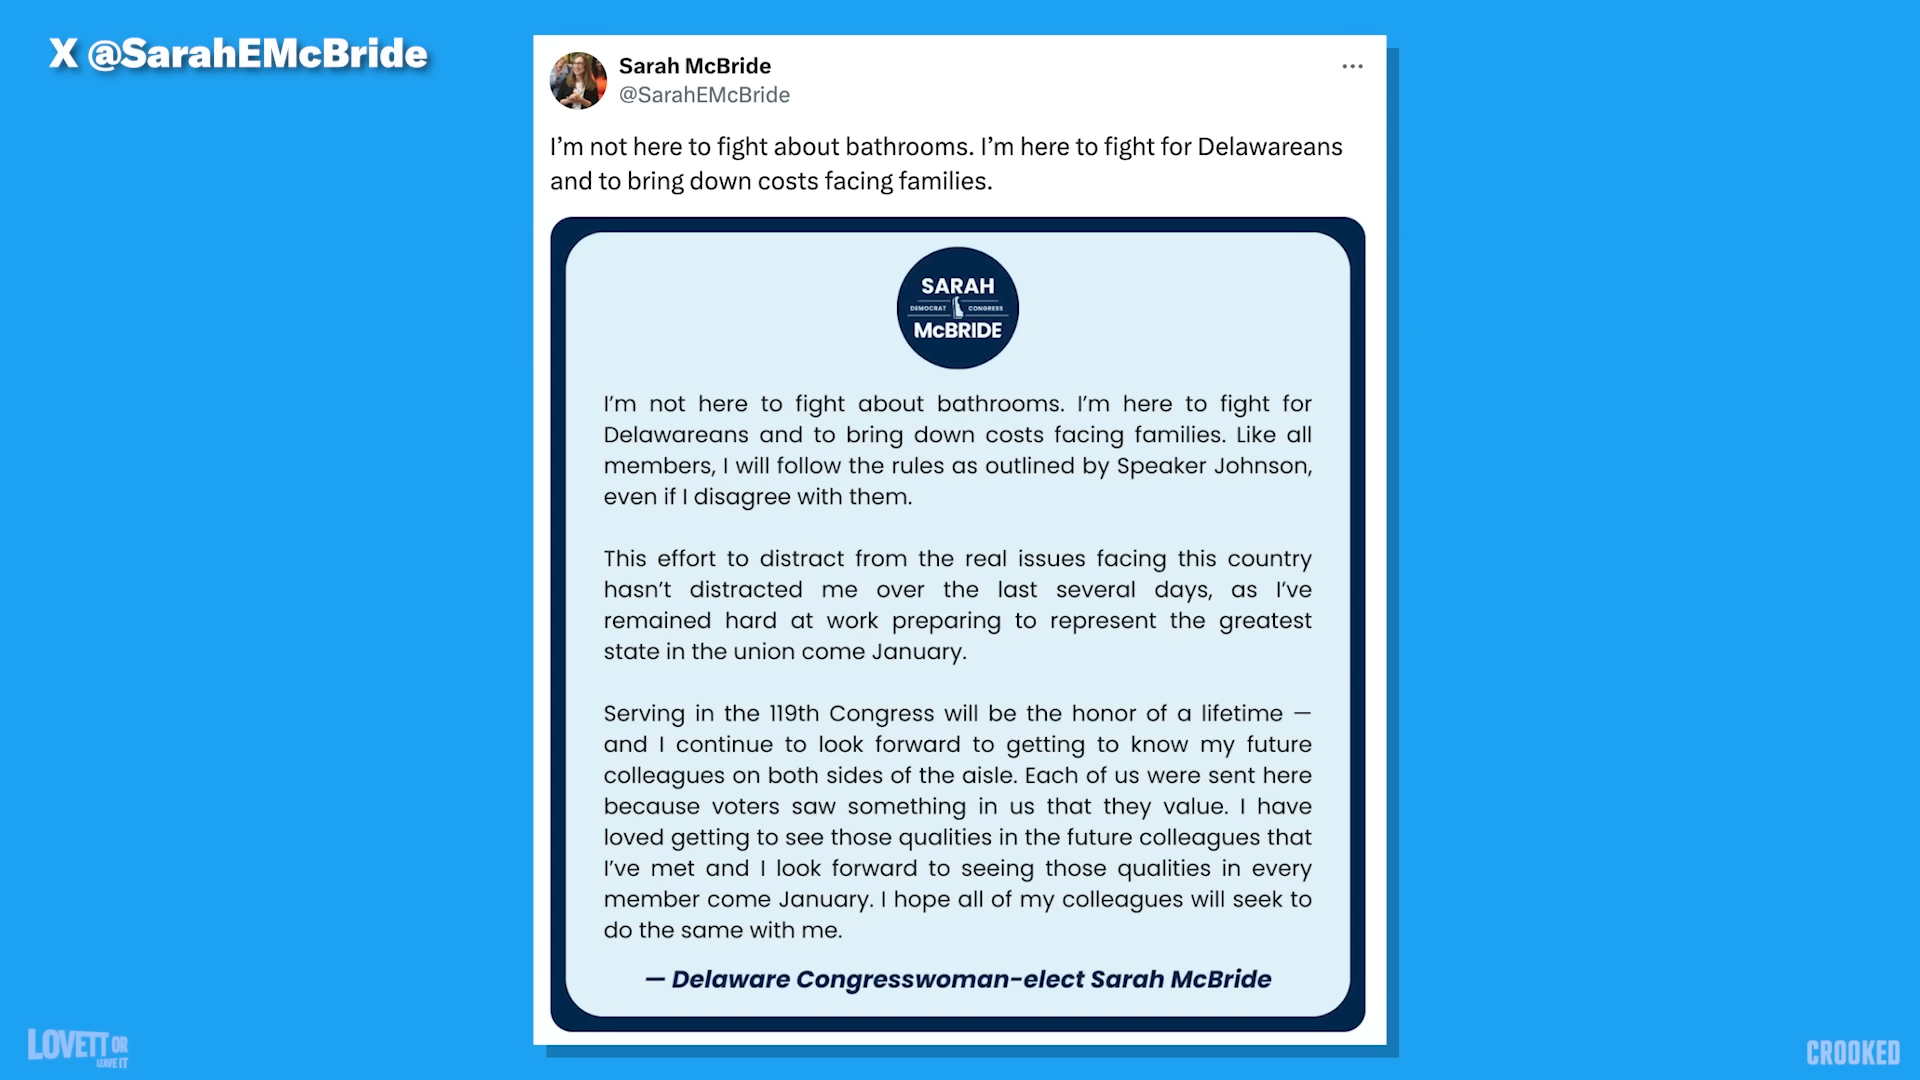 X @SarahEMcBride
Sarah McBride
@SarahEMcBride
I’m not here to fight about bathrooms. I’m here to fight for Delawareans
and to bring down costs facing families.
SARAH
DEMOCRAT CONGRESS
McBRIDE
I’m not here to fight about bathrooms. I’m here to fight for
Delawareans and to bring down costs facing families. Like all
members, I will follow the rules as outlined by Speaker Johnson,
even if I disagree with them.
This effort to distract from the real issues facing this country
hasn’t distracted me over the last several days, as I’ve
remained hard at work preparing to represent the greatest
state in the union come January.
Serving in the 119th Congress will be the honor of a lifetime —
and I continue to look forward to getting to know my future
colleagues on both sides of the aisle. Each of us were sent here
because voters saw something in us that they value. I have
loved getting to see those qualities in the future colleagues that
I’ve met and I look forward to seeing those qualities in every
member come January. I hope all of my colleagues will seek to
do the same with me.
— Delaware Congresswoman-elect Sarah McBride
LOVETT OR
LEAVE IT
CROOKED